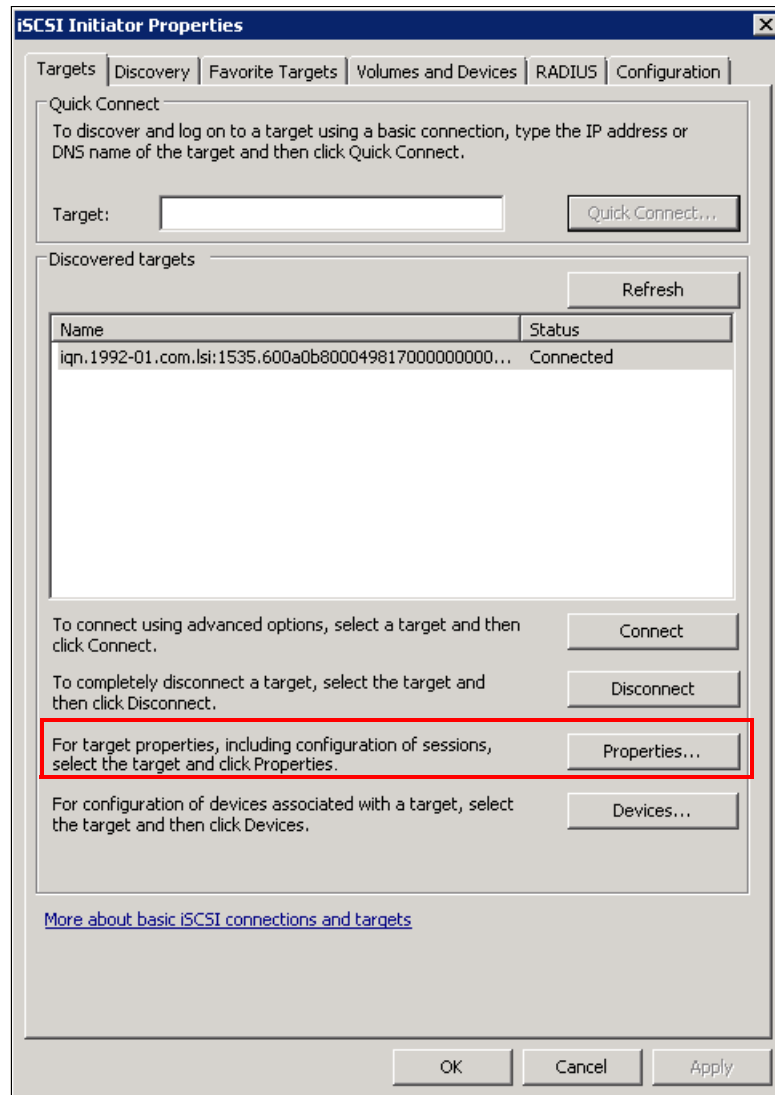 iSCSI Initiator Properties
Targets Discovery Favorite Targets Volumes and Devices RADIUS Configuration
Quick Connect
To discover and log on to a target using a basic connection, type the IP address or
DNS name of the target and then click Quick Connect.
Target:
Quick Connect...
Discovered targets
Refresh
Name Status
iqn.1992-01.com.lsi:1535.600a0b8000498170000000000... Connected
To connect using advanced options, select a target and then
click Connect.
Connect
To completely disconnect a target, select the target and
then click Disconnect.
Disconnect
For target properties, including configuration of sessions,
select the target and click Properties.
Properties...
For configuration of devices associated with a target, select
the target and then click Devices.
Devices...
More about basic iSCSI connections and targets
OK Cancel Apply